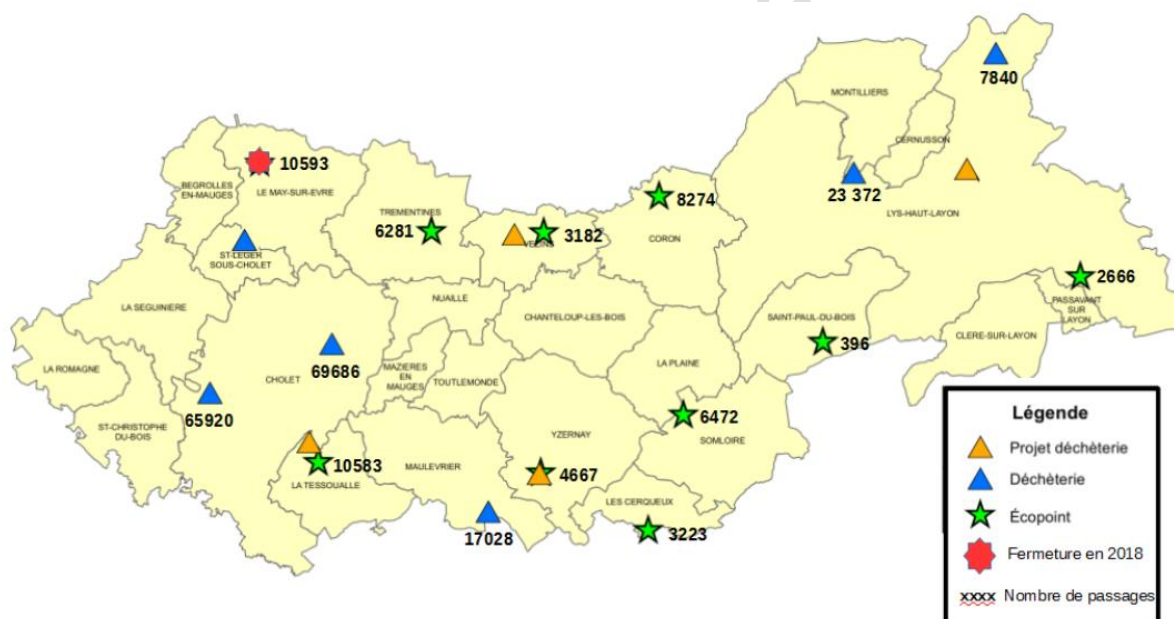 7840
MONTILLIERS
CERNUSSON
10593
BEGROLLES
EN-MAUGES
LE MAY-SUR-EVRE
23 372
8274
LYS-HAUT-LAYON
TREMENTINES
6281
3182
CORON
ST-LEGER
SOUS-CHOLET
2666
PASSAVANT
SUR
LAYON
NUAILLE
LA SEGUINIERE
CHANTELOUP-LES-BOIS
SAINT-PAUL-DU-BOIS
396
CLERE-SUR-LAYON
69686
LA ROMAGNE
CHOLET
MAZIERES
EN
MAUGES
TOUTLEMONDE
LA PLAINE
65920
6472
ST-CHRISTOPHE
DU-BOIS
YZERNAY
SOMLOIRE
10583
MAULEVRIER
4667
LA TESSOUALLE
LES CERQUEUX
17028
3223
Légende
Projet déchèterie
Déchèterie
Écopoint
Fermeture en 2018
xxxx Nombre de passages